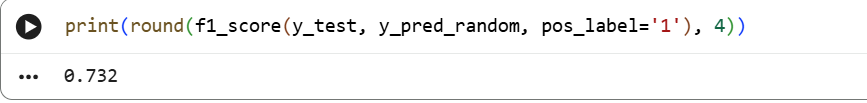 print(round(f1_score(y_test, y_pred_random, pos_label='1'), 4))
0.732